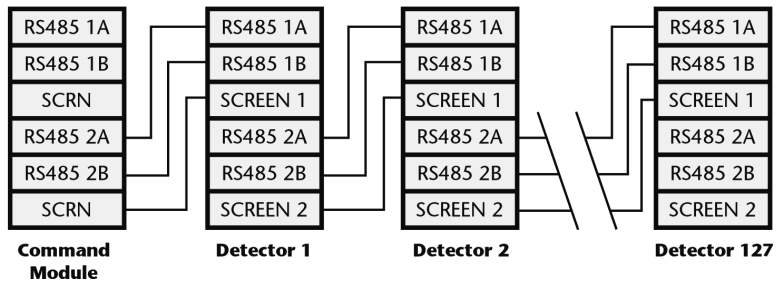 RS485 1A
RS485 1B
SCRN
RS485 2A
RS485 2B
SCRN
Command
Module
RS485 1A
RS485 1B
SCREEN 1
RS485 2A
RS485 2B
SCREEN 2
Detector 1
RS485 1A
RS485 1B
SCREEN 1
RS485 2A
RS485 2B
SCREEN 2
Detector 2
RS485 1A
RS485 1B
SCREEN 1
RS485 2A
RS485 2B
SCREEN 2
Detector 127